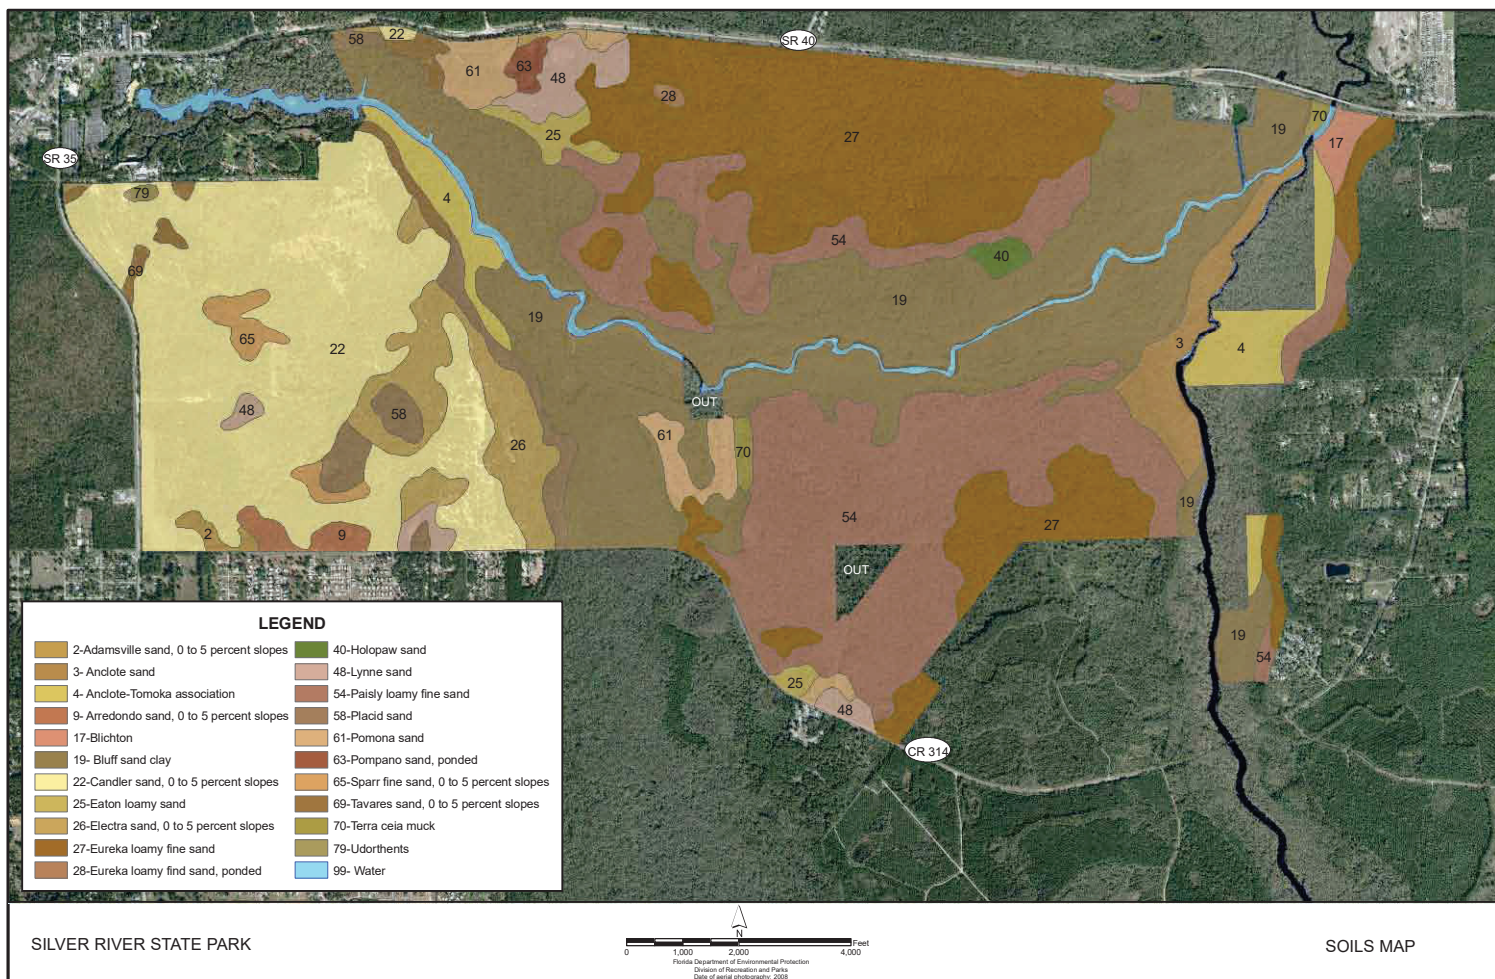 58
22
SR 40
61
63
48
28
25
27
19
70
17
SR 35
79
4
54
40
69
19
19
65
22
3
4
48
58
OUT
61
26
70
19
2
9
54
27
OUT
19
54
25
48
CR 314
LEGEND
2-Adamsville sand, 0 to 5 percent slopes
3- Anclote sand
4- Anclote-Tomoka association
9- Arredondo sand, 0 to 5 percent slopes
17-Blichton
19- Bluff sand clay
22-Candler sand, 0 to 5 percent slopes
25-Eaton loamy sand
26-Electra sand, 0 to 5 percent slopes
27-Eureka loamy fine sand
28-Eureka loamy find sand, ponded
40-Holopaw sand
48-Lynne sand
54-Paisly loamy fine sand
58-Placid sand
61-Pomona sand
63-Pompano sand, ponded
65-Sparr fine sand, 0 to 5 percent slopes
69-Tavares sand, 0 to 5 percent slopes
70-Terra ceia muck
79-Udorthents
99- Water
SILVER RIVER STATE PARK
N
0 1,000 2,000 4,000 Feet
Florida Department of Environmental Protection
Division of Recreation and Parks
Date of aerial photography: 2008
SOILS MAP